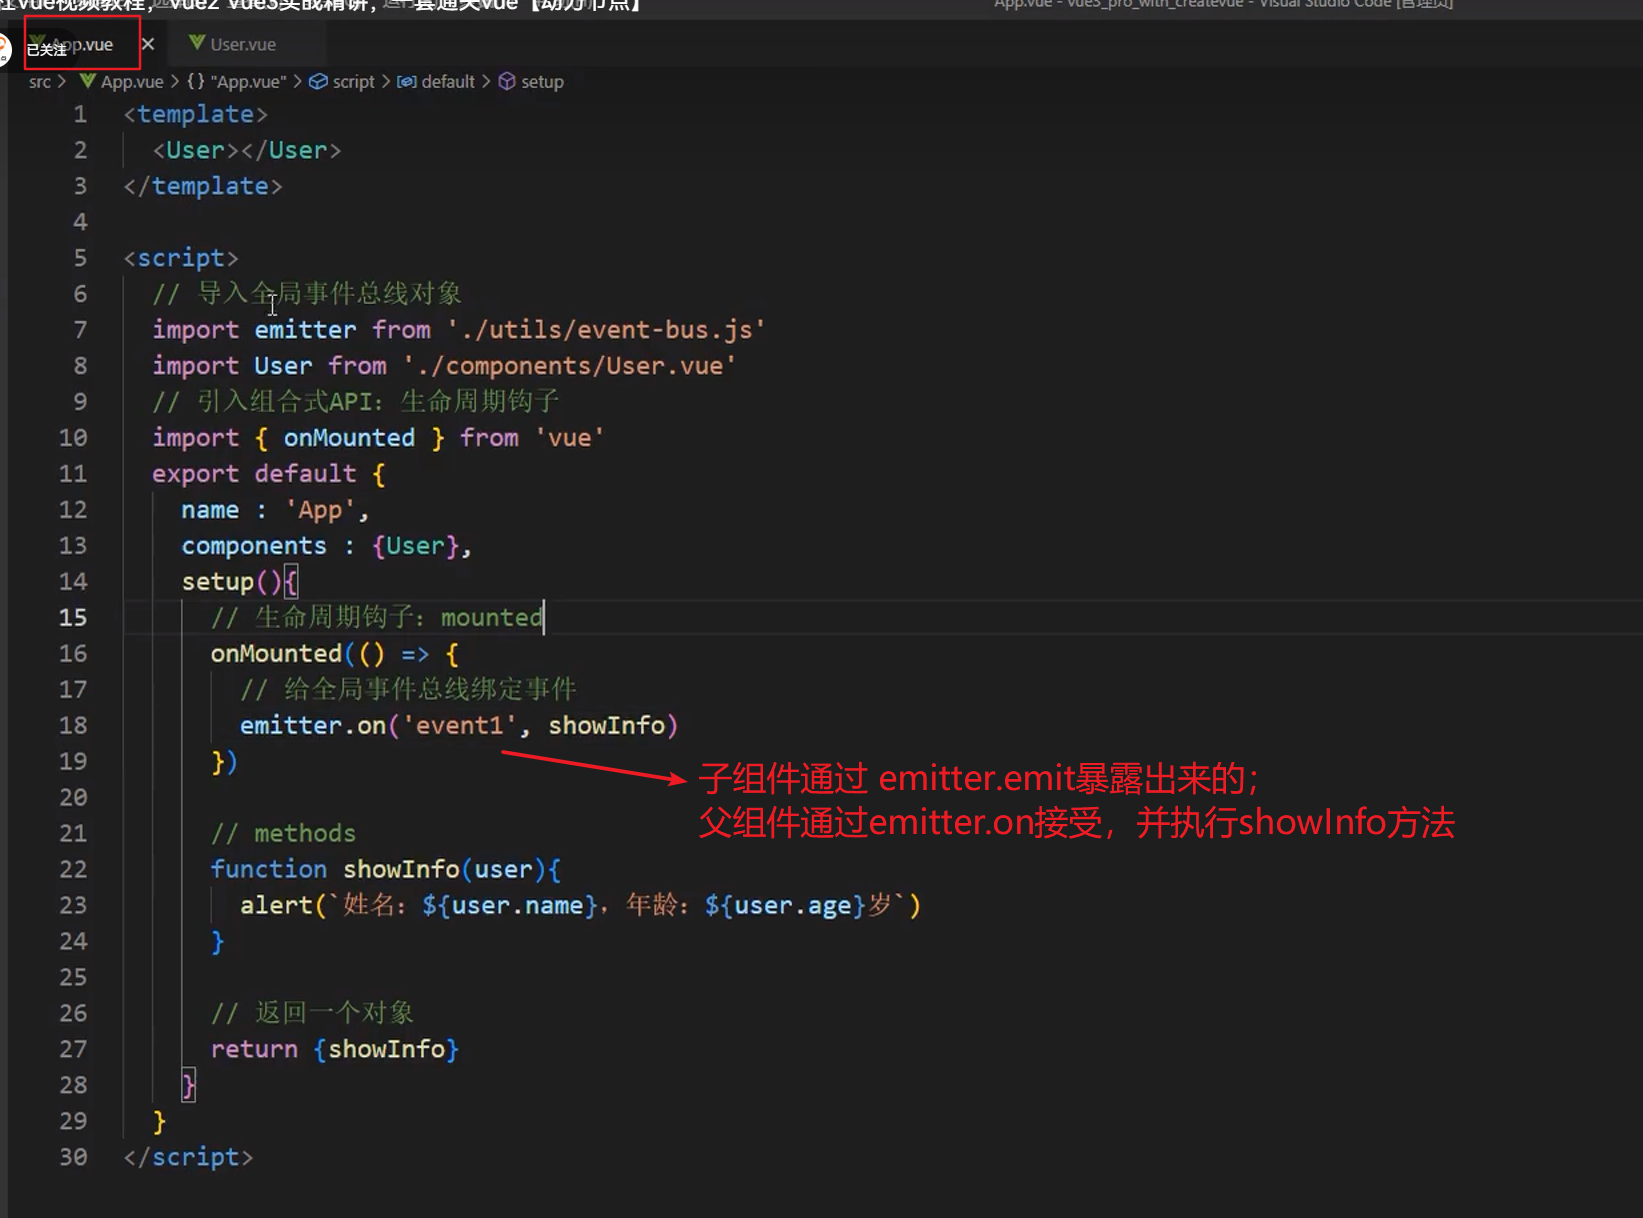 vue视频教程，vue2 vue3实战精讲，一套通关vue【动力节点】
App.vue - vue3_pro_with_createvue - Visual Studio Code [管理员]
已关注
App.vue × User.vue
src > App.vue > {} "App.vue" > script > default > setup
1 <template>
2 <User></User>
3 </template>
4
5 <script>
6 // 导入全局事件总线对象
7 import emitter from './utils/event-bus.js'
8 import User from './components/User.vue'
9 // 引入组合式API：生命周期钩子
10 import { onMounted } from 'vue'
11 export default {
12 name : 'App',
13 components : {User},
14 setup(){
15 // 生命周期钩子：mounted
16 onMounted(() => {
17 // 给全局事件总线绑定事件
18 emitter.on('event1', showInfo)
19 })
子组件通过 emitter.emit暴露出来的；
父组件通过emitter.on接受，并执行showInfo方法
20
21 // methods
22 function showInfo(user){
23 alert(`姓名：${user.name}，年龄：${user.age}岁`)
24 }
25
26 // 返回一个对象
27 return {showInfo}
28 }
29 }
30 </script>